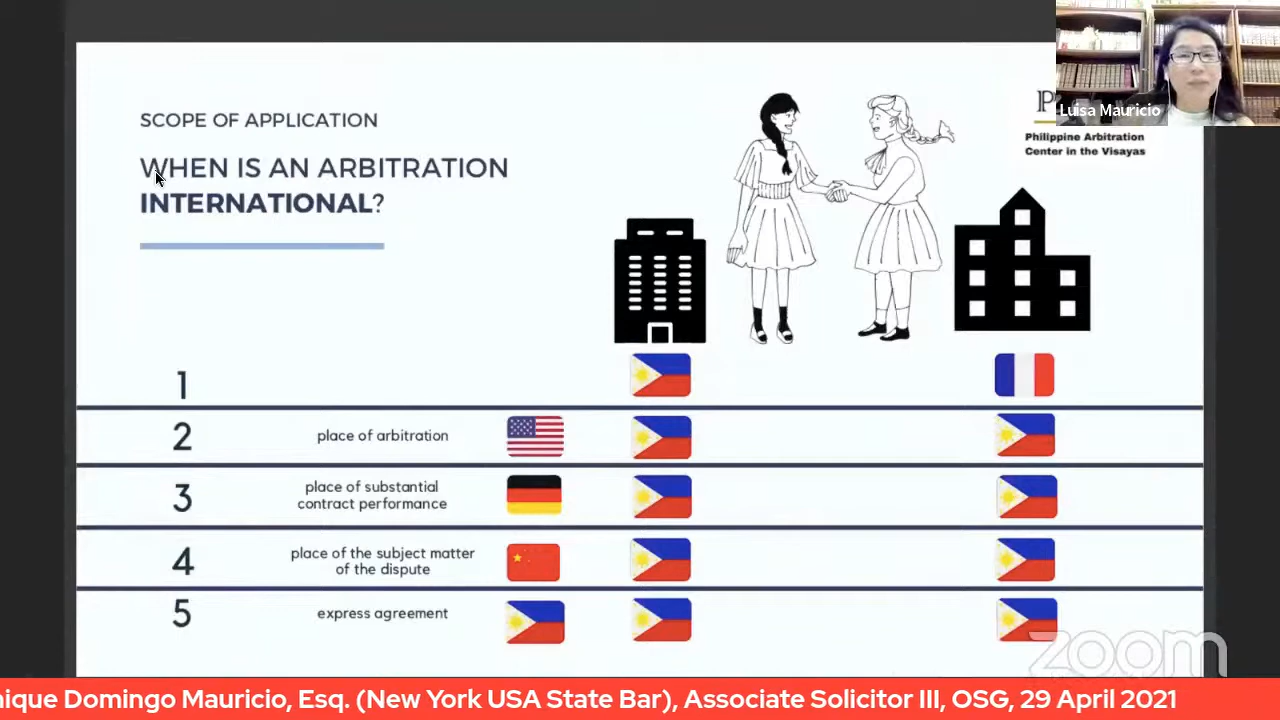 SCOPE OF APPLICATION
WHEN IS AN ARBITRATION
INTERNATIONAL?
Luisa Mauricio
Philippine Arbitration
Center in the Visayas
1
2 place of arbitration
3 place of substantial
contract performance
4 place of the subject matter
of the dispute
5 express agreement
zoom
nique Domingo Mauricio, Esq. (New York USA State Bar), Associate Solicitor III, OSG, 29 April 2021